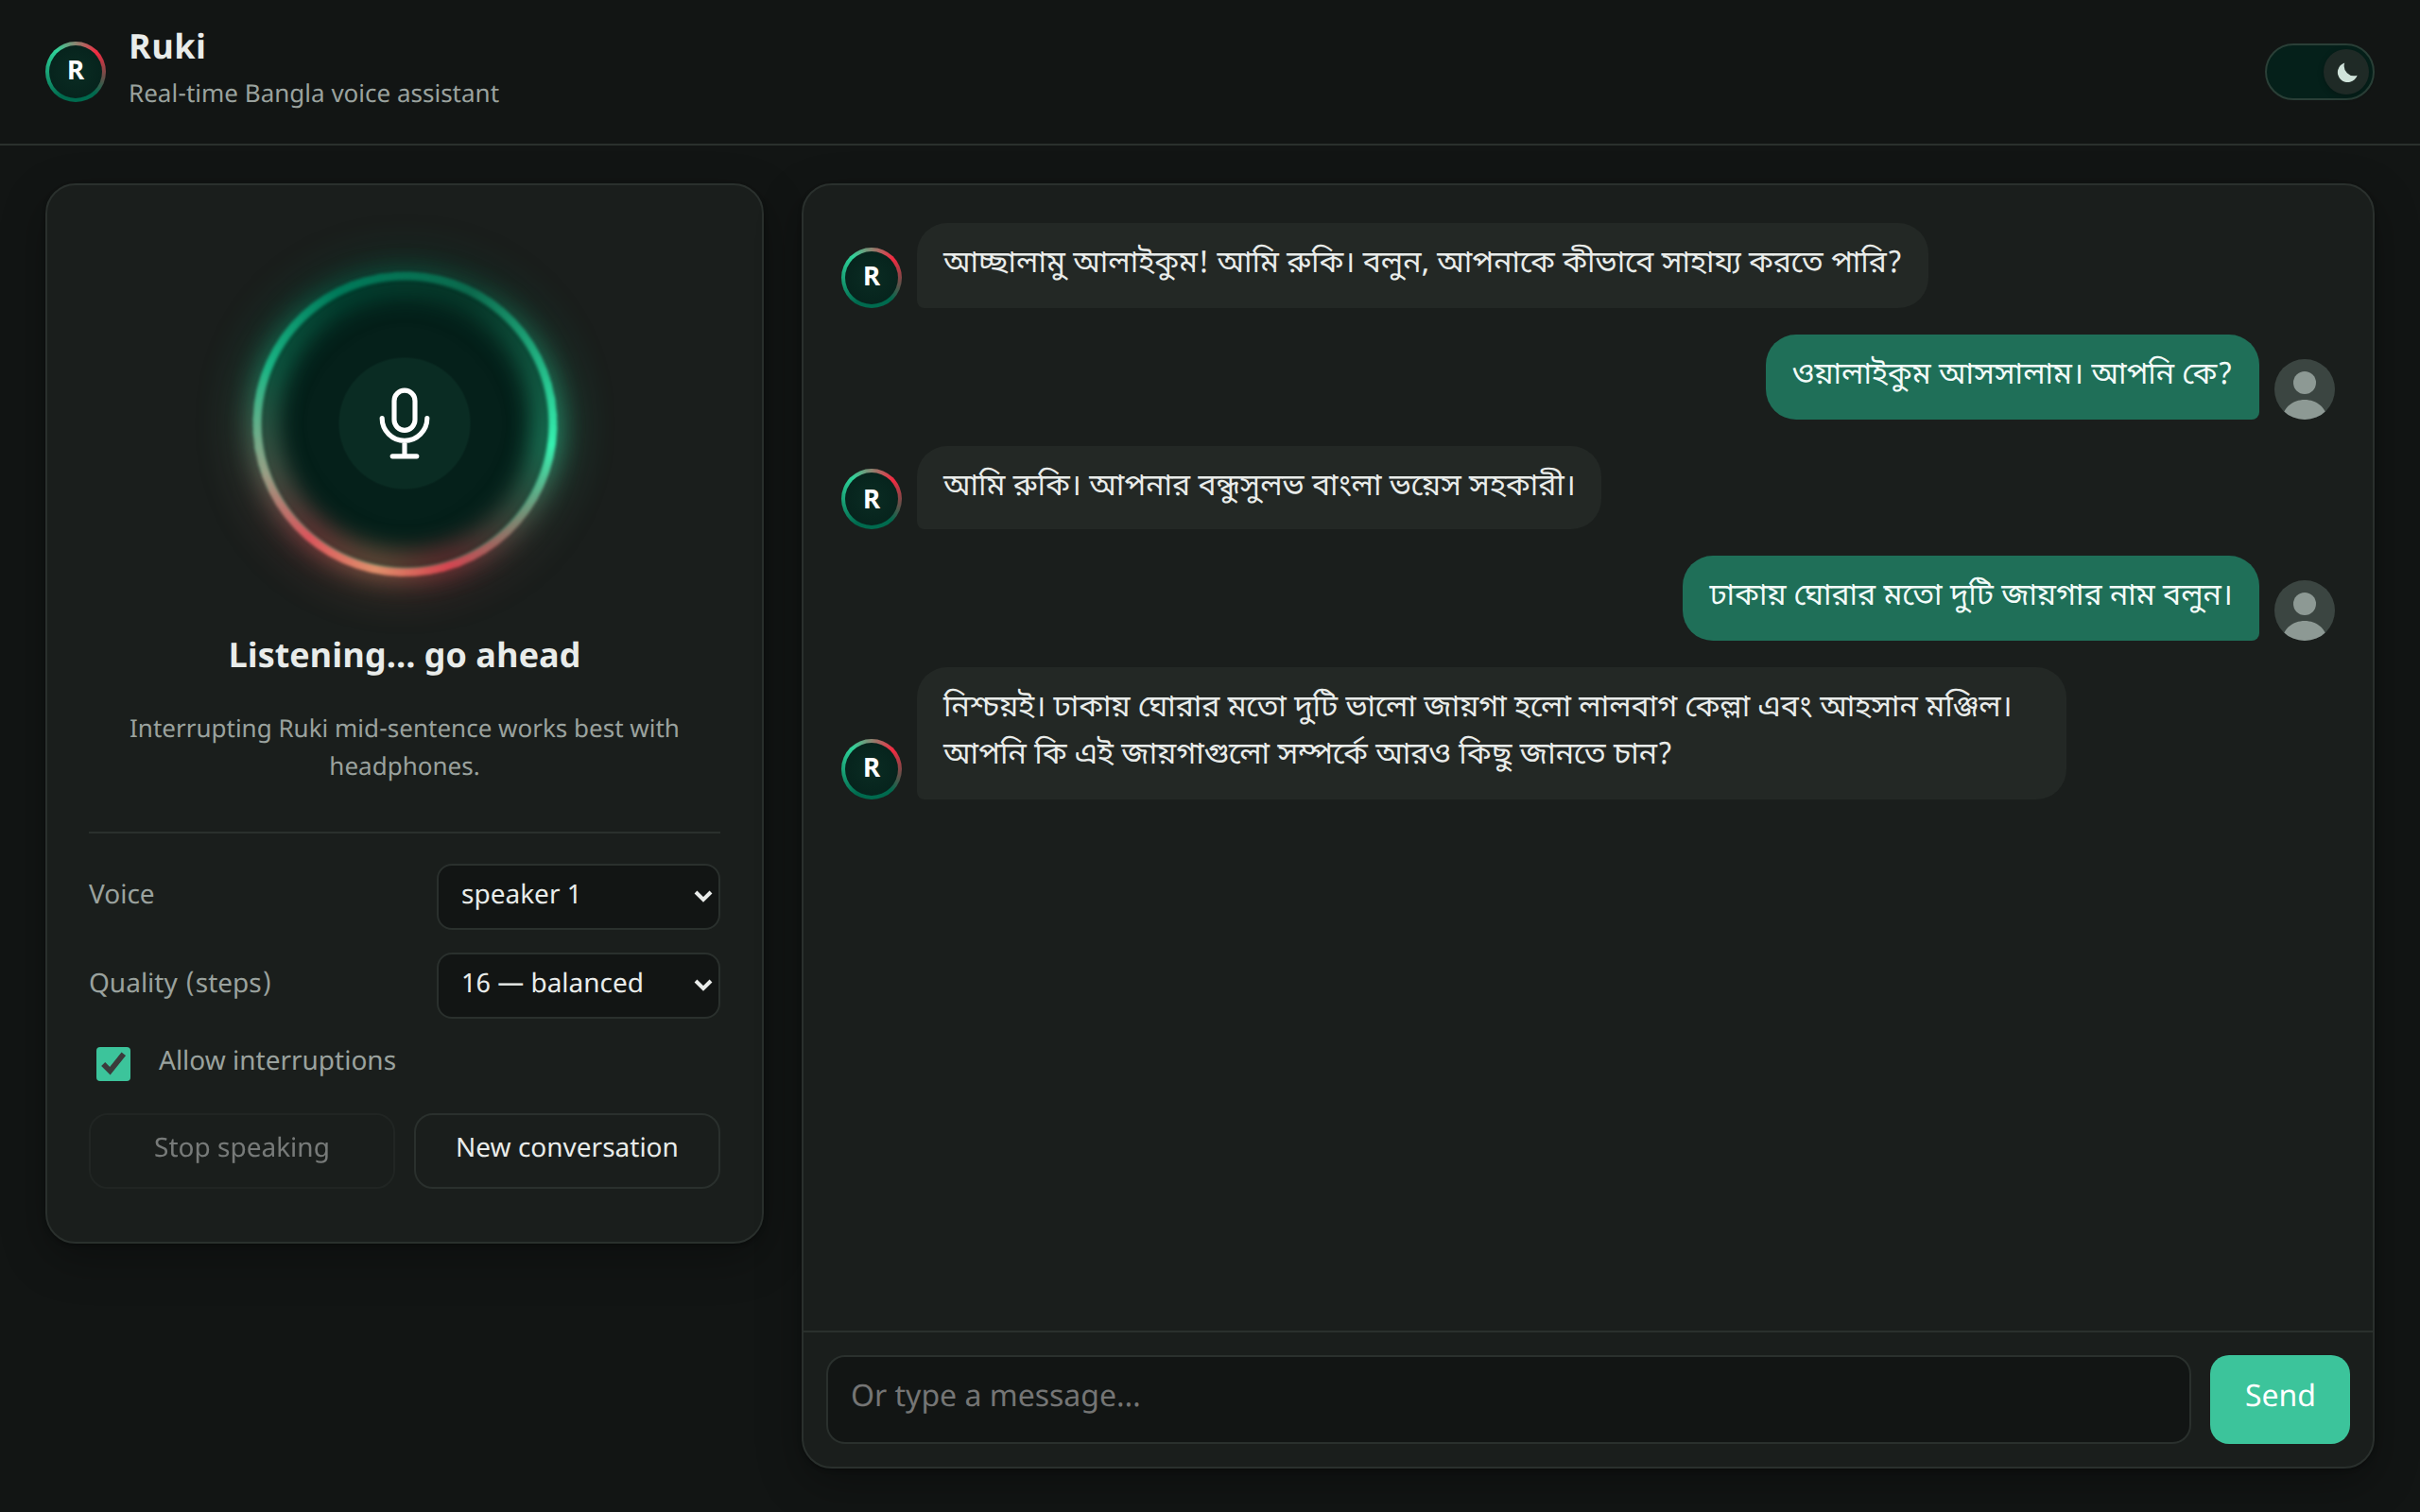 R
Ruki
Real-time Bangla voice assistant
Listening... go ahead
Interrupting Ruki mid-sentence works best with
headphones.
Voice
speaker 1
Quality (steps)
16 — balanced
Allow interruptions
Stop speaking
New conversation
R
আচ্ছালামু আলাইকুম! আমি রুকি। বলুন, আপনাকে কীভাবে সাহায্য করতে পারি?
ওয়ালাইকুম আসসালাম। আপনি কে?
R
আমি রুকি। আপনার বন্ধুসুলভ বাংলা ভয়েস সহকারী।
ঢাকায় ঘোরার মতো দুটি জায়গার নাম বলুন।
R
নিশ্চয়ই। ঢাকায় ঘোরার মতো দুটি ভালো জায়গা হলো লালবাগ কেল্লা এবং আহসান মঞ্জিল।
আপনি কি এই জায়গাগুলো সম্পর্কে আরও কিছু জানতে চান?
Or type a message...
Send